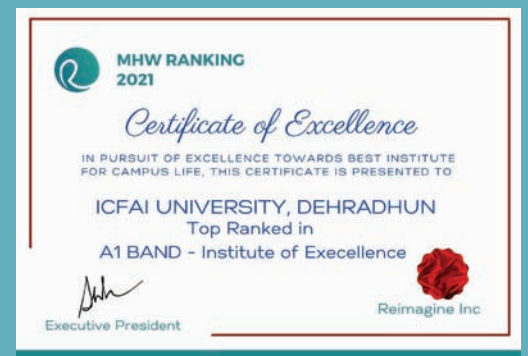 MHW RANKING
2021
Certificate of Excellence
IN PURSUIT OF EXCELLENCE TOWARDS BEST INSTITUTE
FOR CAMPUS LIFE, THIS CERTIFICATE IS PRESENTED TO
ICFAI UNIVERSITY, DEHRADHUN
Top Ranked in
A1 BAND - Institute of Execellence
Executive President
Reimagine Inc